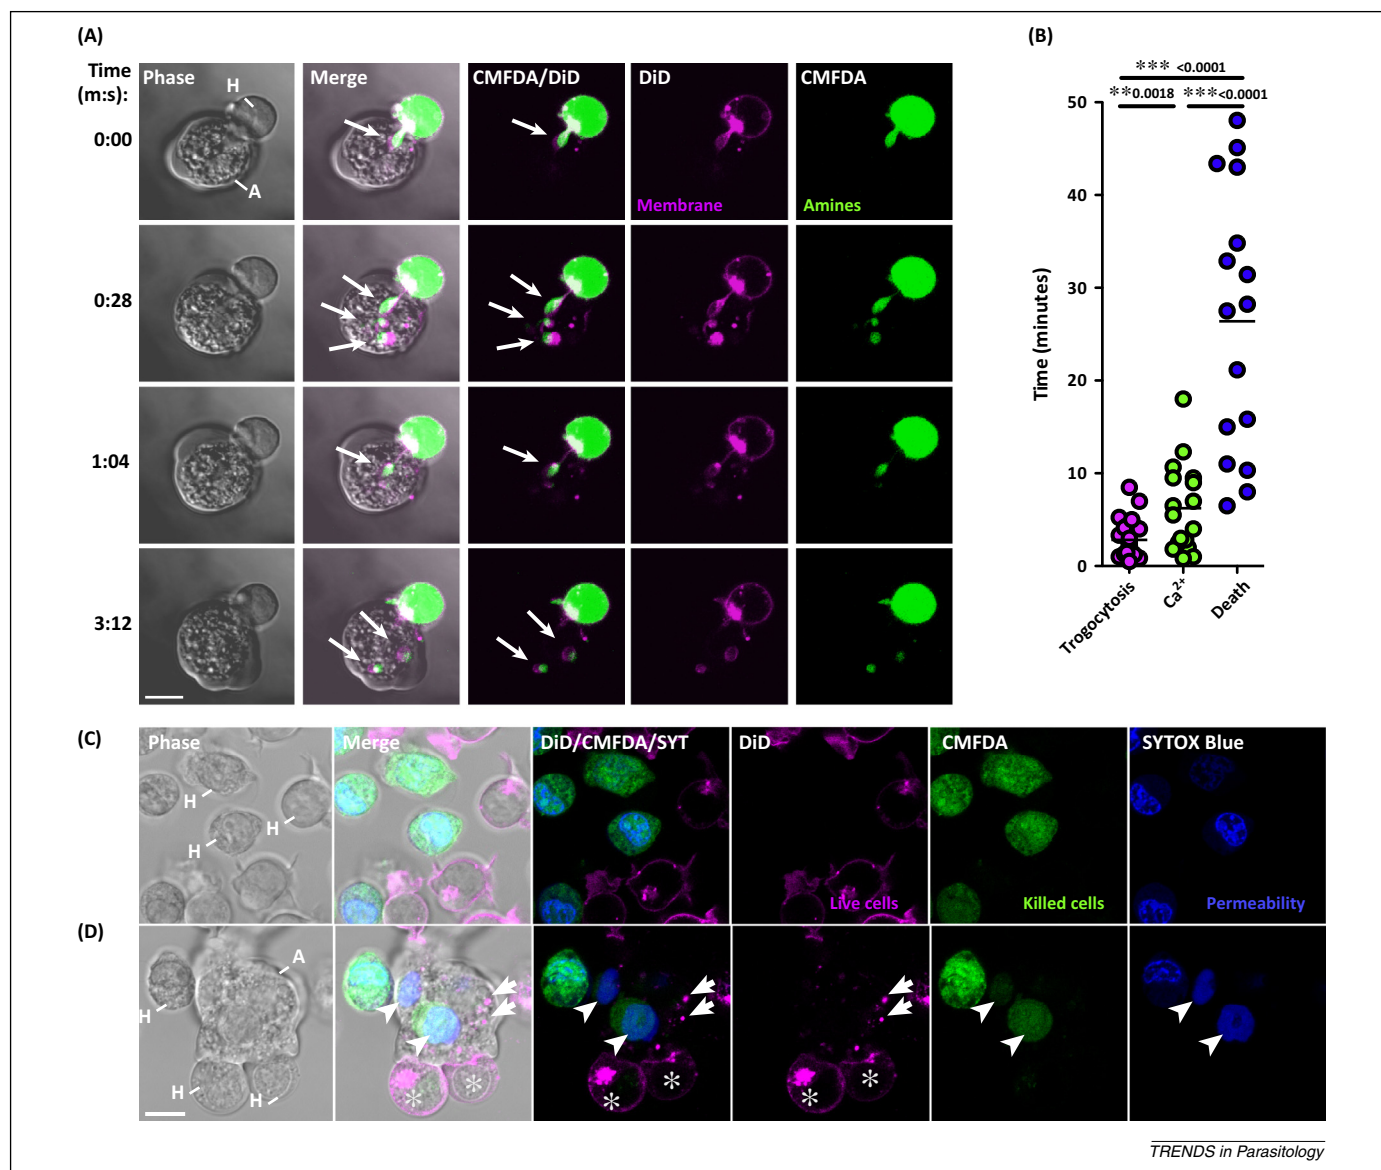 (A)
Time
(m:s):
Phase
Merge
CMFDA/DiD
DiD
CMFDA
H
A
Membrane
Amines
0:00
0:28
1:04
3:12
(B)
*** <0.0001
**0.0018
***<0.0001
Time (minutes)
50
40
30
20
10
0
Trogocytosis
Ca2+
Death
(C)
Phase
Merge
DiD/CMFDA/SYT
DiD
CMFDA
SYTOX Blue
H
H
H
Live cells
Killed cells
Permeability
(D)
A
H
H
H
* *
* *
* *
TRENDS in Parasitology